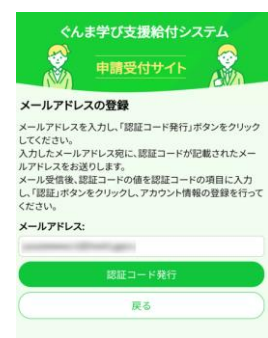 ぐんま学び支援給付システム
申請受付サイト
メールアドレスの登録
メールアドレスを入力し、「認証コード発行」ボタンをクリック
してください。
入力したメールアドレス宛に、認証コードが記載されたメー
ルアドレスをお送りします。
メール受信後、認証コードの値を認証コードの項目に入力
し、「認証」ボタンをクリックし、アカウント情報の登録を行って
ください。
メールアドレス:
認証コード発行
戻る